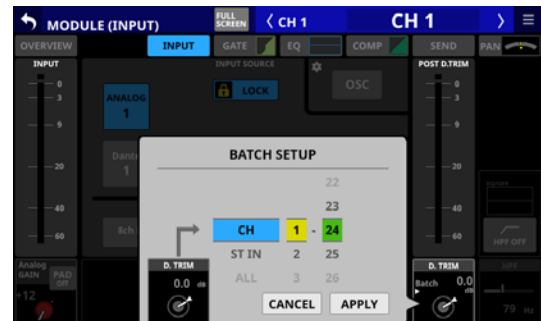 MODULE (INPUT)
FULL SCREEN
CH 1
CH 1
OVERVIEW
INPUT
GATE
EQ
COMP
SEND
PAN
INPUT
INPUT SOURCE
POST D.TRIM
0
3
9
20
40
60
ANALOG
1
LOCK
OSC
0
3
9
20
40
60
Dante
1
8ch
BATCH SETUP
22
23
CH 1 - 24
ST IN 2 25
ALL 3 26
CANCEL APPLY
HPF OFF
Analog
GAIN
PAD OFF
+12
D. TRIM
0.0 dB
D. TRIM
Batch 0.0 dB
HPF
79 Hz